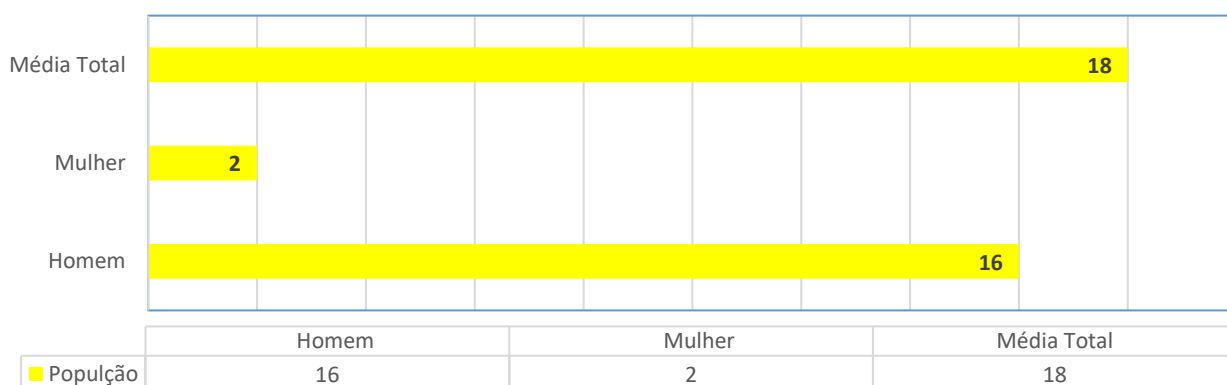 Média Total
18
Mulher
2
Homem
16
Homem Mulher Média Total
Populção 16 2 18